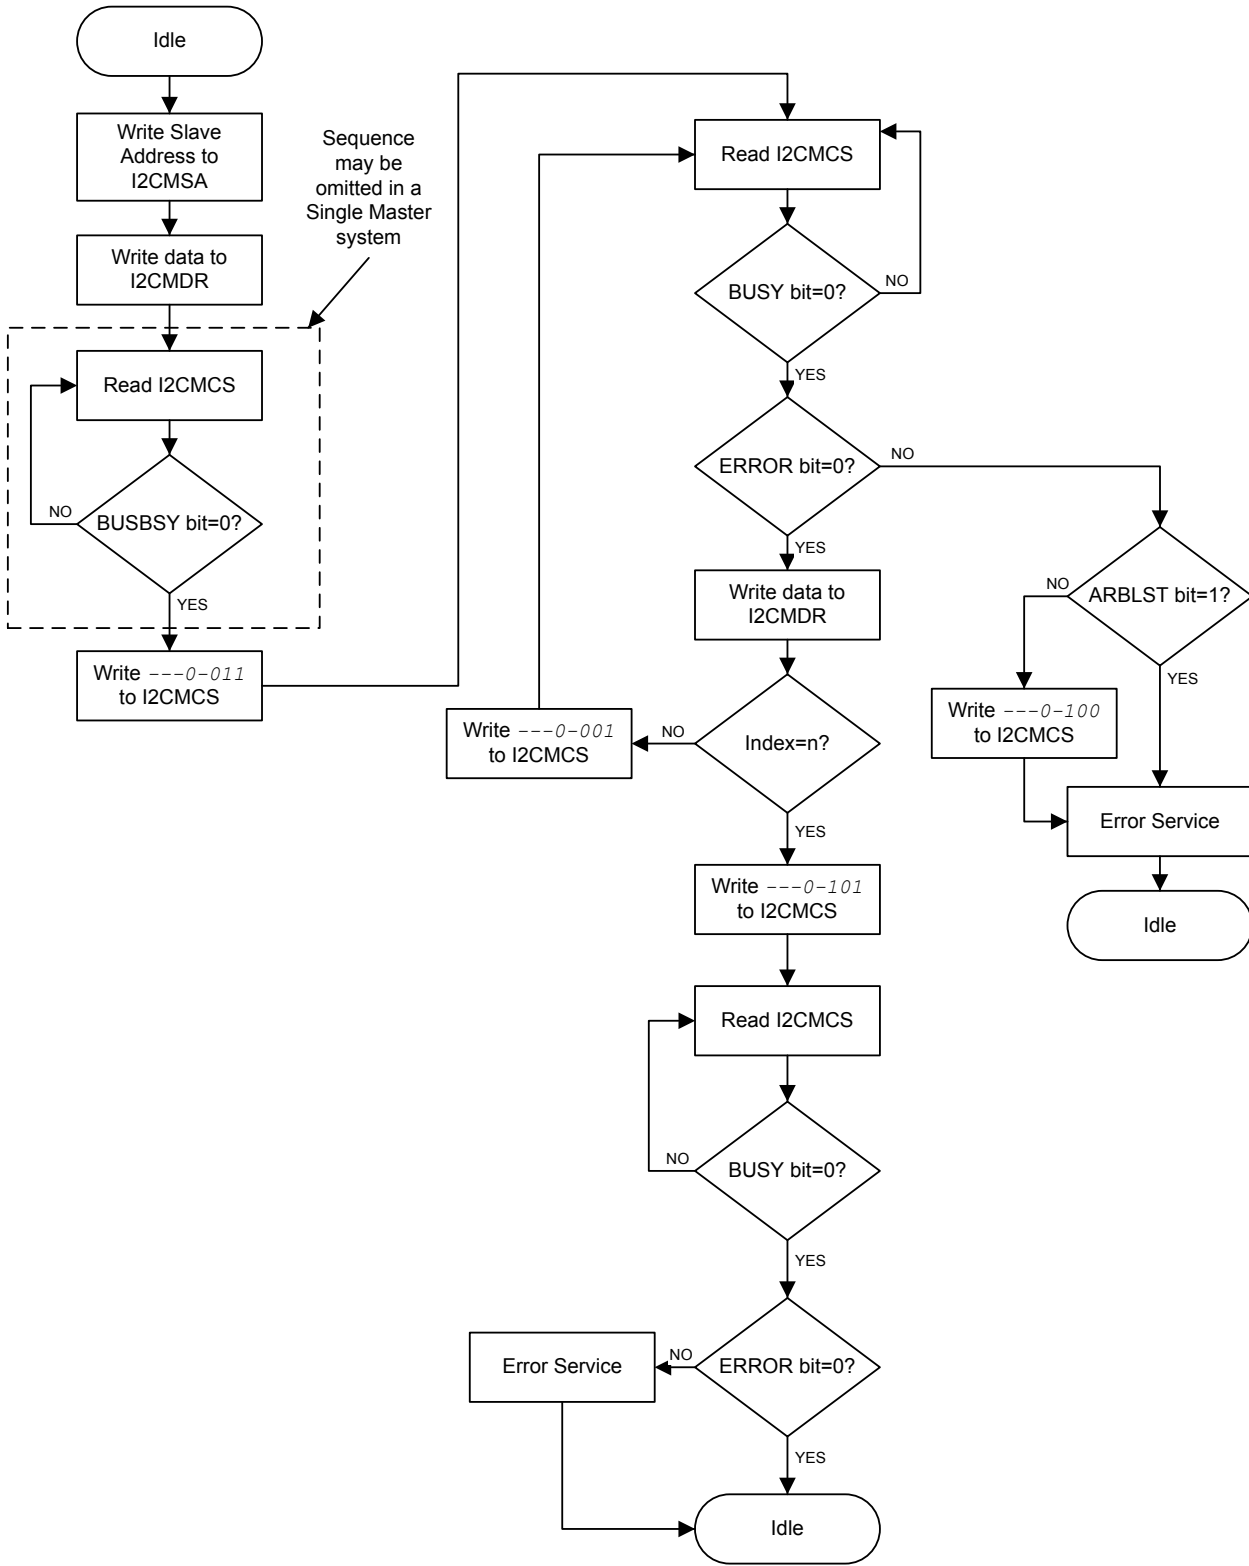 Idle
Write Slave
Address to
I2CMSA
Write data to
I2CMDR
Sequence
may be
omitted in a
Single Master
system
Read I2CMCS
BUSBSY bit=0?
NO
YES
Write ---0-011
to I2CMCS
Read I2CMCS
BUSY bit=0?
NO
YES
ERROR bit=0?
NO
YES
Write data to
I2CMDR
Index=n?
NO
Write ---0-001
to I2CMCS
YES
ARBLST bit=1?
NO
YES
Write ---0-100
to I2CMCS
Error Service
Idle
Write ---0-101
to I2CMCS
Read I2CMCS
BUSY bit=0?
NO
YES
ERROR bit=0?
NO
Error Service
YES
Idle